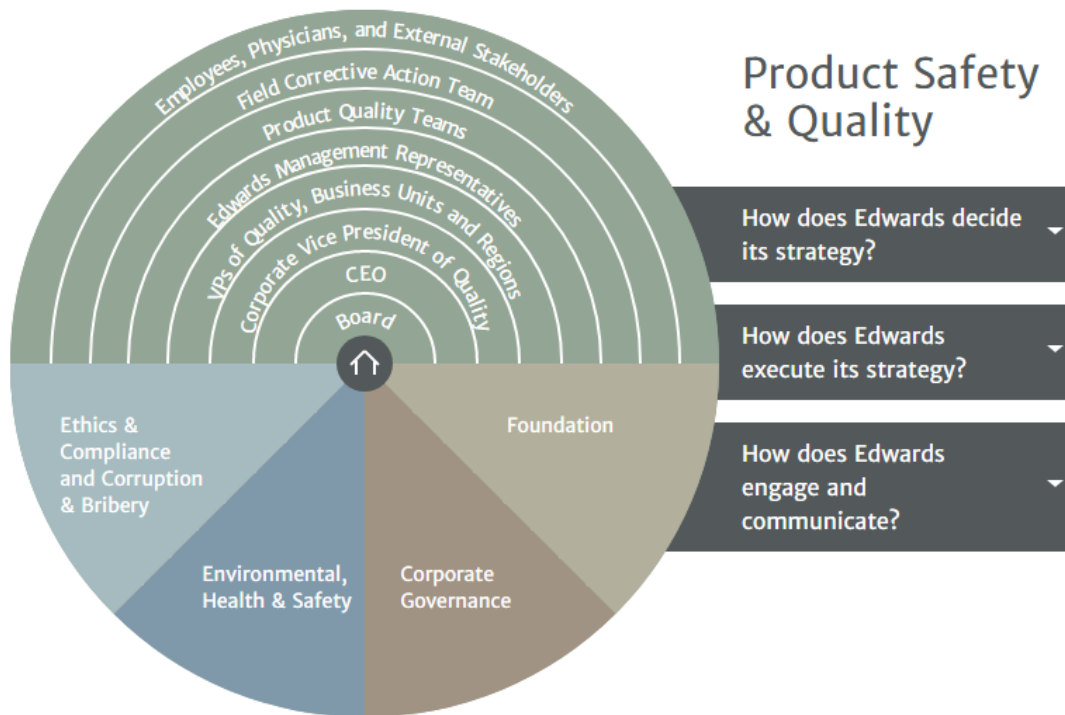 Employees, Physicians, and External Stakeholders
Field Corrective Action Team
Product Quality Teams
Edwards Management Representatives
VPs of Quality, Business Units and Regions
Corporate Vice President of Quality
CEO
Board
Ethics &
Compliance
and Corruption
& Bribery
Environmental,
Health & Safety
Corporate
Governance
Foundation
Product Safety
& Quality
How does Edwards decide
its strategy?
How does Edwards
execute its strategy?
How does Edwards
engage and
communicate?